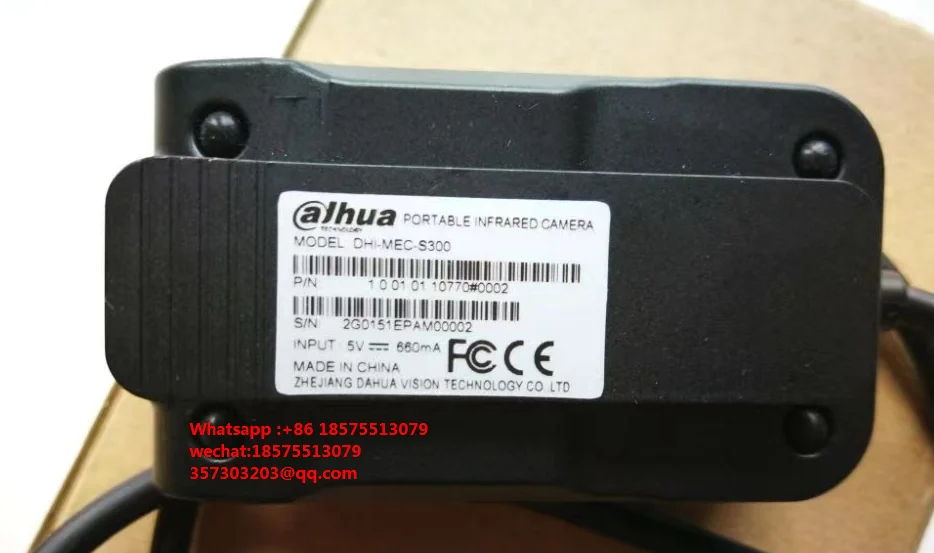 alhua PORTABLE INFRARED CAMERA
TECHNOLOGY
MODEL DHI-MEC-S300
P/N 1.0 01 01 10770#0002
S/N 2G0151EPAM00002
INPUT 5V 660mA FC CE
MADE IN CHINA
ZHEJIANG DAHUA VISION TECHNOLOGY CO. LTD
Whatsapp :+86 18575513079
wechat:18575513079
357303203@qq.com